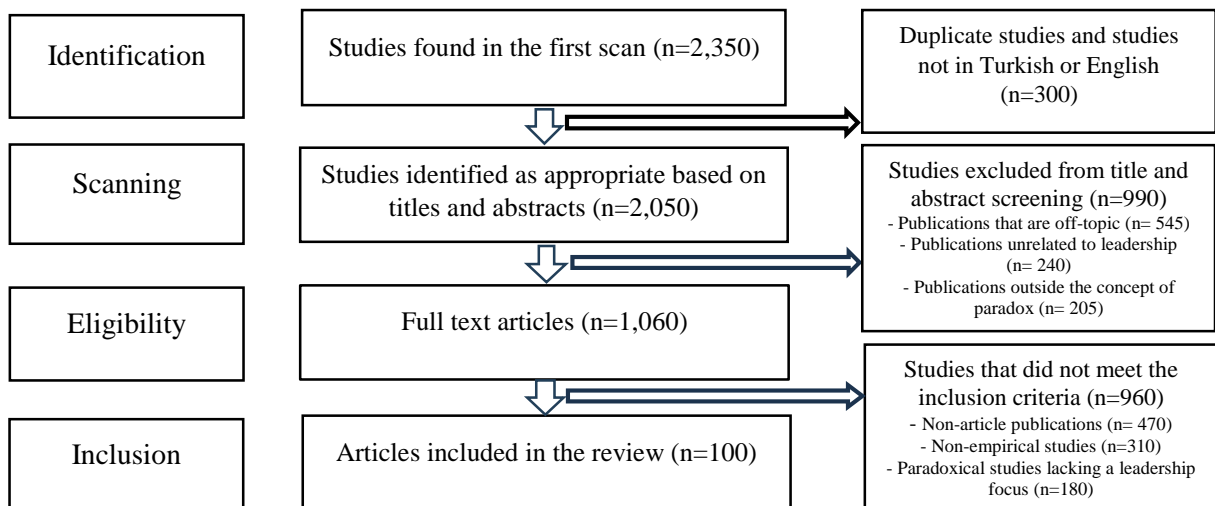 Identification
Studies found in the first scan (n=2,350)
Duplicate studies and studies
not in Turkish or English
(n=300)
Scanning
Studies identified as appropriate based on
titles and abstracts (n=2,050)
Studies excluded from title and
abstract screening (n=990)
- Publications that are off-topic (n= 545)
- Publications unrelated to leadership
(n= 240)
- Publications outside the concept of
paradox (n= 205)
Eligibility
Full text articles (n=1,060)
Studies that did not meet the
inclusion criteria (n=960)
- Non-article publications (n= 470)
- Non-empirical studies (n=310)
- Paradoxical studies lacking a leadership
focus (n=180)
Inclusion
Articles included in the review (n=100)